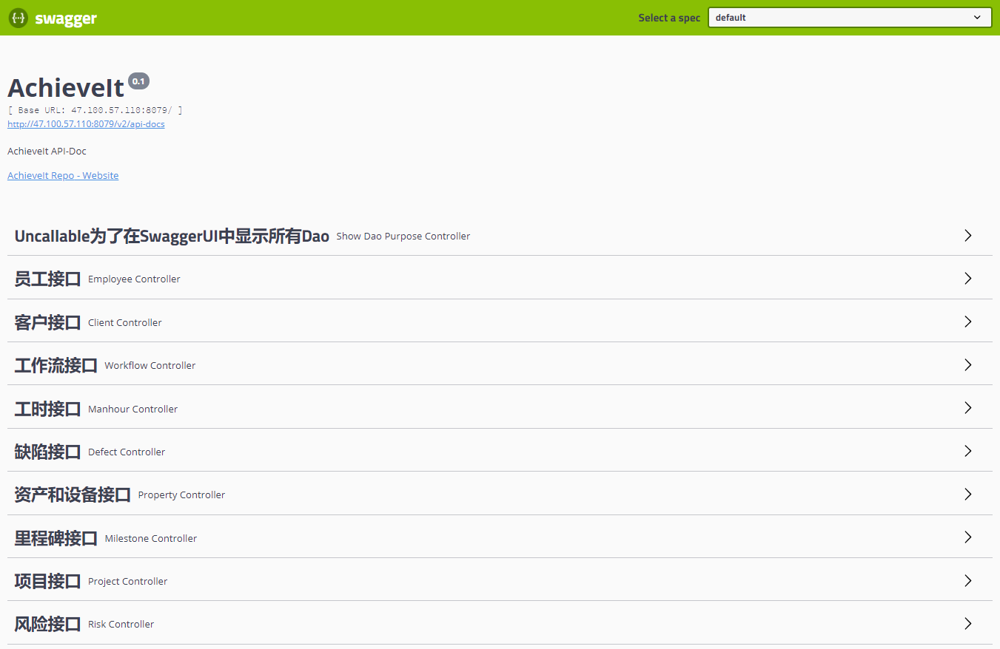 swagger
Select a spec default
AchieveIt 0.1
[ Base URL: 47.100.57.110:8079/ ]
http://47.100.57.110:8079/v2/api-docs
AchieveIt API-Doc
AchieveIt Repo - Website
Uncallable为了在SwaggerUI中显示所有Dao Show Dao Purpose Controller
员工接口 Employee Controller
客户接口 Client Controller
工作流接口 Workflow Controller
工时接口 Manhour Controller
缺陷接口 Defect Controller
资产和设备接口 Property Controller
里程碑接口 Milestone Controller
项目接口 Project Controller
风险接口 Risk Controller